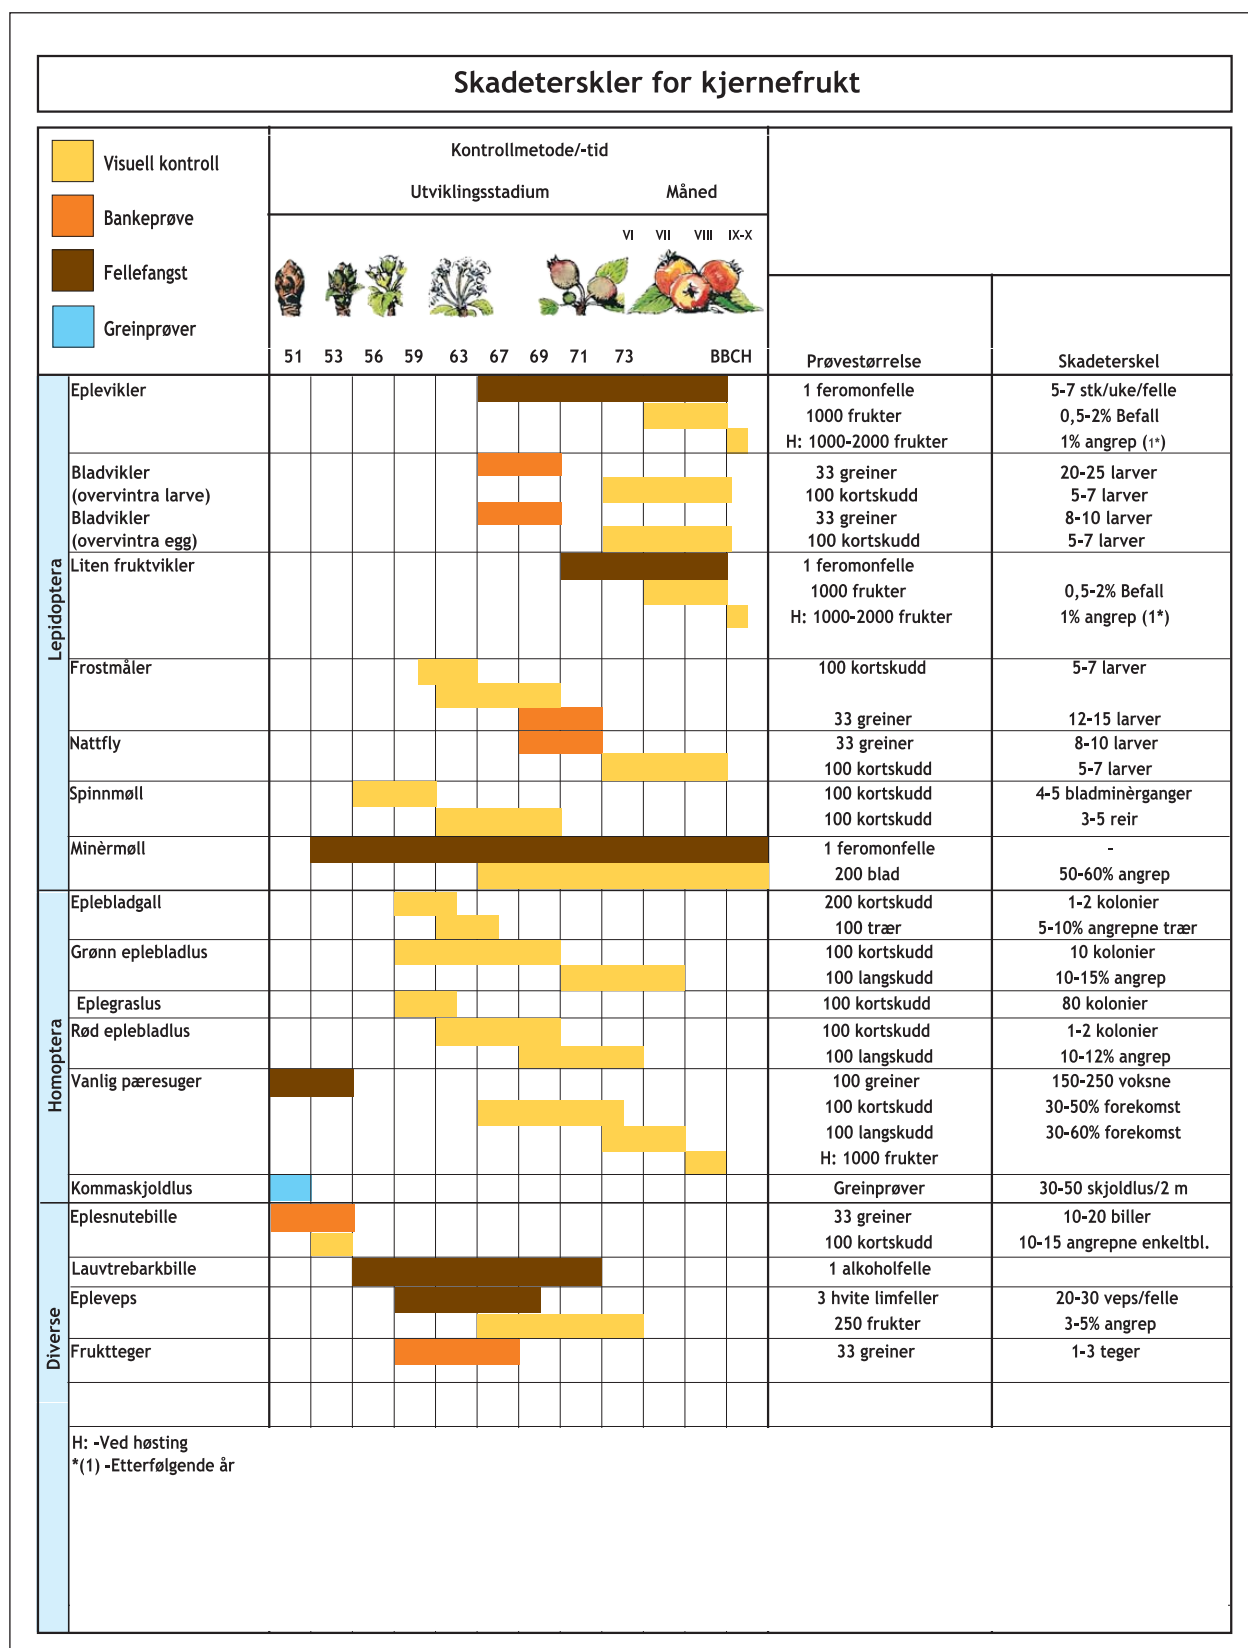 Skadeterskler for kjernefrukt
Visuell kontroll
Bankeprøve
Fellefangst
Greinprøver
Kontrollmetode/-tid
Utviklingsstadium Måned
VI VII VIII IX-X
51 53 56 59 63 67 69 71 73 BBCH Prøvestørrelse Skadeterskel
Lepidoptera
Eplevikler 1 feromonfelle 5-7 stk/uke/felle
1000 frukter 0,5-2% Befall
H: 1000-2000 frukter 1% angrep (1*)
Bladvikler 33 greiner 20-25 larver
(overvintra larve) 100 kortskudd 5-7 larver
Bladvikler 33 greiner 8-10 larver
(overvintra egg) 100 kortskudd 5-7 larver
Liten fruktvikler 1 feromonfelle
1000 frukter 0,5-2% Befall
H: 1000-2000 frukter 1% angrep (1*)
Frostmåler 100 kortskudd 5-7 larver
33 greiner 12-15 larver
Nattfly 33 greiner 8-10 larver
100 kortskudd 5-7 larver
Spinnmøll 100 kortskudd 4-5 bladminèrganger
100 kortskudd 3-5 reir
Minèrmøll 1 feromonfelle -
200 blad 50-60% angrep
Homoptera
Eplebladgall 200 kortskudd 1-2 kolonier
100 trær 5-10% angrepne trær
Grønn eplebladlus 100 kortskudd 10 kolonier
100 langskudd 10-15% angrep
Eplegraslus 100 kortskudd 80 kolonier
Rød eplebladlus 100 kortskudd 1-2 kolonier
100 langskudd 10-12% angrep
Vanlig pæresuger 100 greiner 150-250 voksne
100 kortskudd 30-50% forekomst
100 langskudd 30-60% forekomst
H: 1000 frukter
Kommaskjoldlus Greinprøver 30-50 skjoldlus/2 m
Diverse
Eplesnutebille 33 greiner 10-20 biller
100 kortskudd 10-15 angrepne enkeltbl.
Lauvtrebarkbille 1 alkoholfelle
Epleveps 3 hvite limfeller 20-30 veps/felle
250 frukter 3-5% angrep
Fruktteger 33 greiner 1-3 teger
H: -Ved høsting
*(1) -Etterfølgende år